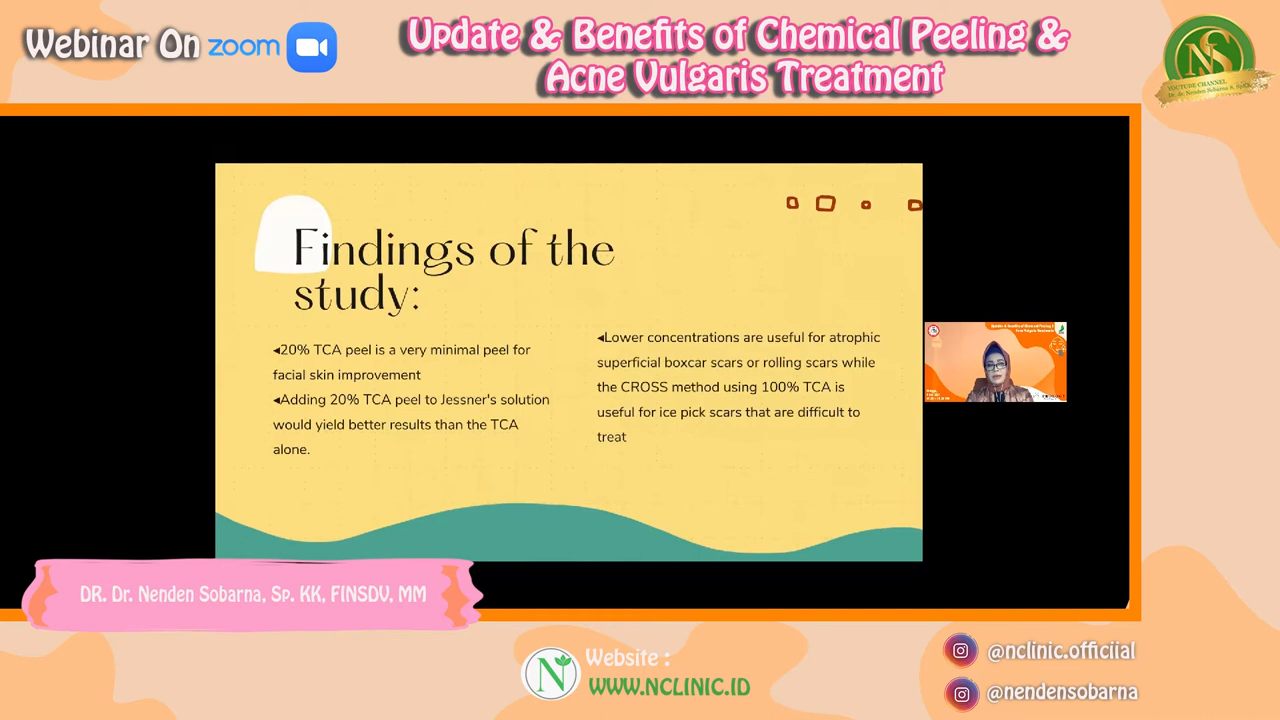 Webinar On zoom
Update & Benefits of Chemical Peeling &
Acne Vulgaris Treatment
NS
YOUTUBE CHANNEL
Findings of the
study:
◂20% TCA peel is a very minimal peel for
facial skin improvement
◂Adding 20% TCA peel to Jessner's solution
would yield better results than the TCA
alone.
◂Lower concentrations are useful for atrophic
superficial boxcar scars or rolling scars while
the CROSS method using 100% TCA is
useful for ice pick scars that are difficult to
treat
DR. Dr. Nenden Sobarna, Sp. KK, FINSDV, MM
N
Website :
WWW.NCLINIC.ID
@nclinic.officiial
@nendensobarna